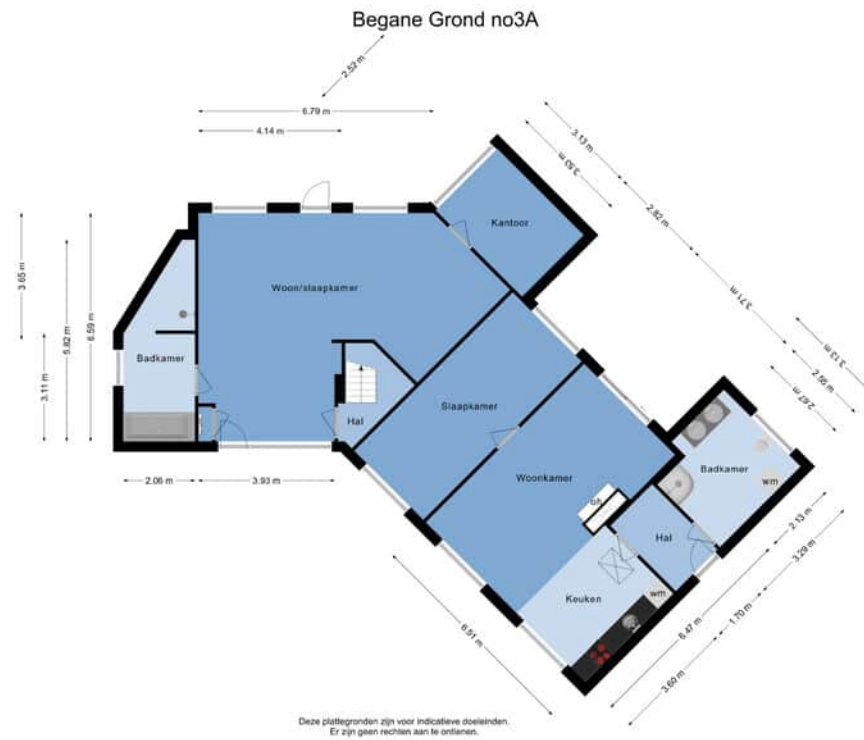 Begane Grond no3A
2.52 m
6.79 m
4.14 m
3.13 m
3.53 m
2.82 m
3.71 m
3.13 m
2.55 m
2.67 m
Kantoor
3.65 m
5.82 m
6.59 m
3.11 m
Woon/slaapkamer
Badkamer
Hal
Slaapkamer
Woonkamer
Badkamer
wm
Hal
Keuken
wm
2.06 m
3.93 m
6.51 m
2.13 m
3.29 m
6.47 m
1.70 m
3.60 m
Deze plattegronden zijn voor indicatieve doeleinden.
Er zijn geen rechten aan te ontlenen.